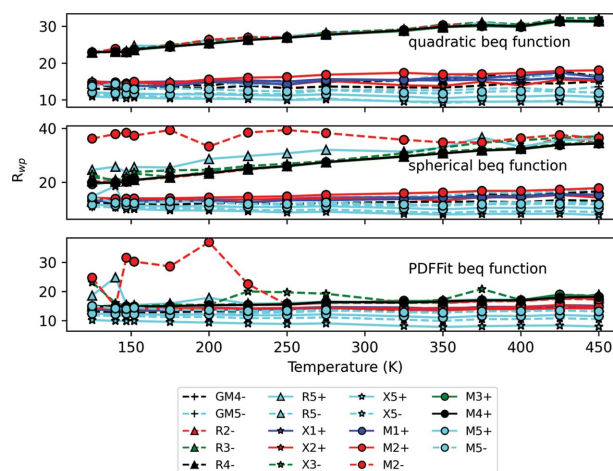 30
20
10
quadratic beq function
40
20
R_wp
spherical beq function
30
20
10
PDFFit beq function
150 200 250 300 350 400 450
Temperature (K)
GM4- R5+ X5+ M3+
GM5- R5- X5- M4+
R2- X1+ M1+ M5+
R3- X2+ M2+ M5-
R4- X3- M2-